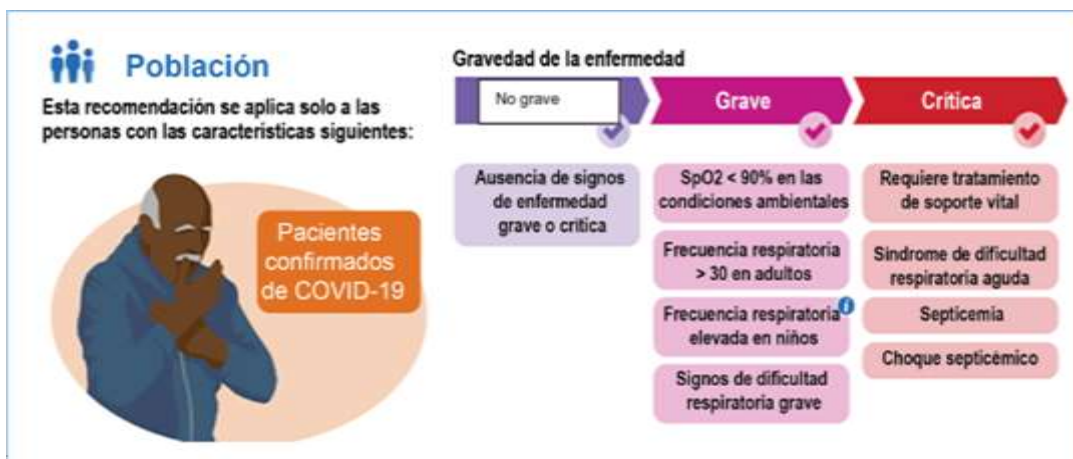 Población
Esta recomendación se aplica solo a las
personas con las características siguientes:
Pacientes
confirmados
de COVID-19
Gravedad de la enfermedad
No grave
Ausencia de signos
de enfermedad
grave o crítica
Grave
SpO2 < 90% en las
condiciones ambientales
Frecuencia respiratoria
> 30 en adultos
Frecuencia respiratoria
elevada en niños
i
Signos de dificultad
respiratoria grave
Crítica
Requiere tratamiento
de soporte vital
Síndrome de dificultad
respiratoria aguda
Septicemia
Choque septicémico